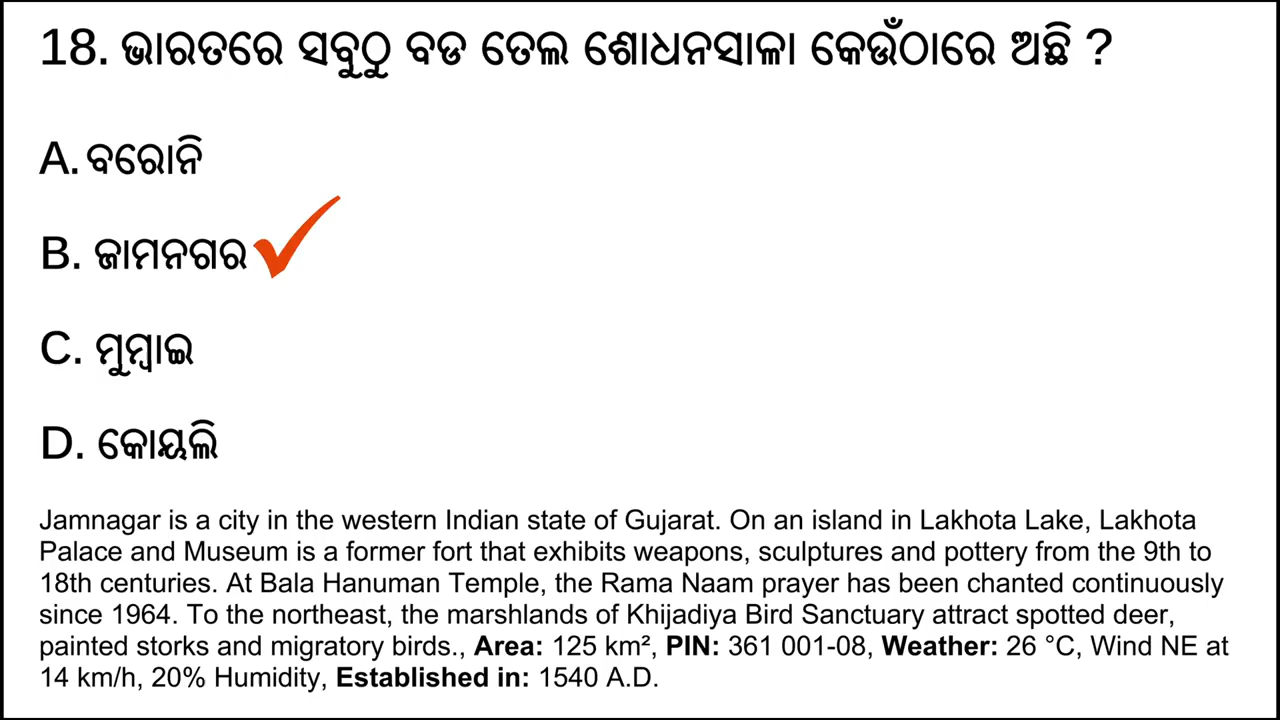 18. ଭାରତରେ ସବୁଠୁ ବଡ ତେଲ ଶୋଧନସାଳା କେଉଁଠାରେ ଅଛି ?
A. ବରୋନି
B. ଜାମନଗର
C. ମୁମ୍ବାଇ
D. କୋୟଲି
Jamnagar is a city in the western Indian state of Gujarat. On an island in Lakhota Lake, Lakhota
Palace and Museum is a former fort that exhibits weapons, sculptures and pottery from the 9th to
18th centuries. At Bala Hanuman Temple, the Rama Naam prayer has been chanted continuously
since 1964. To the northeast, the marshlands of Khijadiya Bird Sanctuary attract spotted deer,
painted storks and migratory birds., Area: 125 km², PIN: 361 001-08, Weather: 26 °C, Wind NE at
14 km/h, 20% Humidity, Established in: 1540 A.D.